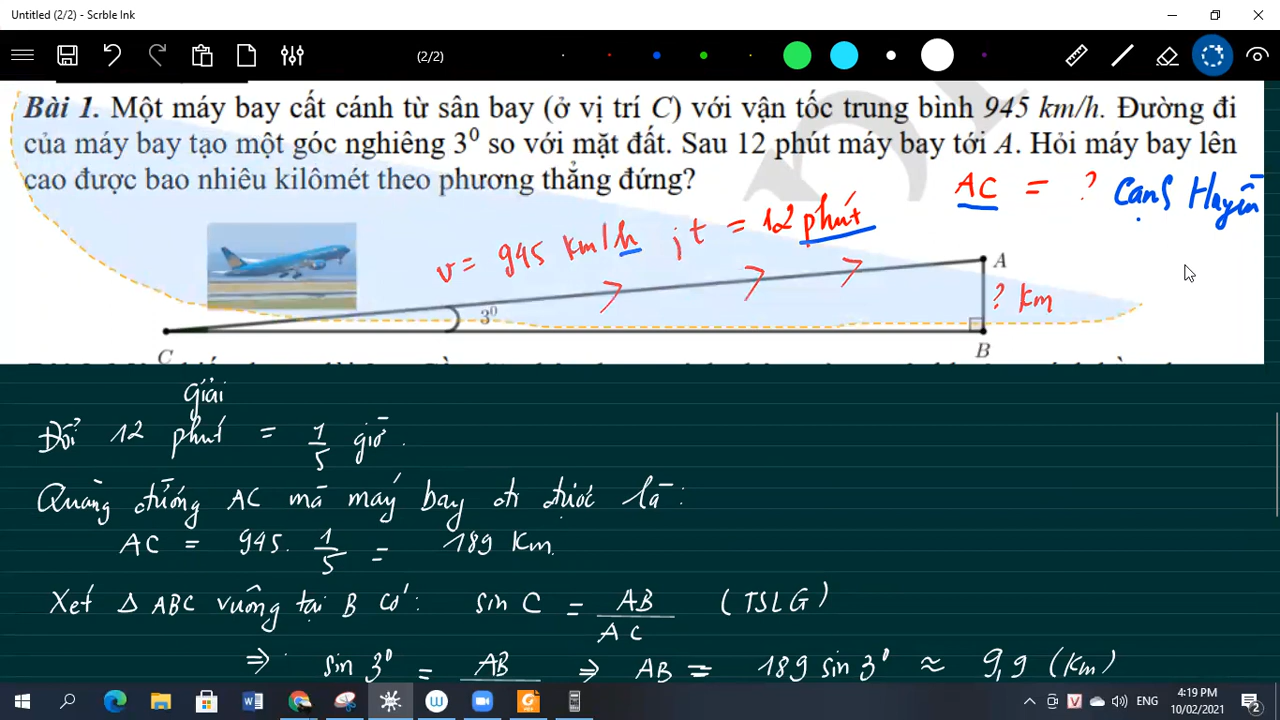 Untitled (2/2) - Scrble Ink
(2/2)
Bài 1. Một máy bay cất cánh từ sân bay (ở vị trí C) với vận tốc trung bình 945 km/h. Đường đi
của máy bay tạo một góc nghiêng 3⁰ so với mặt đất. Sau 12 phút máy bay tới A. Hỏi máy bay lên
cao được bao nhiêu kilômét theo phương thẳng đứng?
AC = ? Cạnh Huyền
v = 945 km/h ; t = 12 phút
A
3⁰
? km
C
B
Giải
Đổi 12 phút = 1/5 giờ.
Quãng đường AC mà máy bay đi được là:
AC = 945. 1/5 = 189 Km.
Xét Δ ABC vuông tại B có: sin C = AB/AC (TSLG)
⇒ sin 3⁰ = AB ⇒ AB = 189 sin 3⁰ ≈ 9,9 (Km)
ENG
4:19 PM
10/02/2021
2